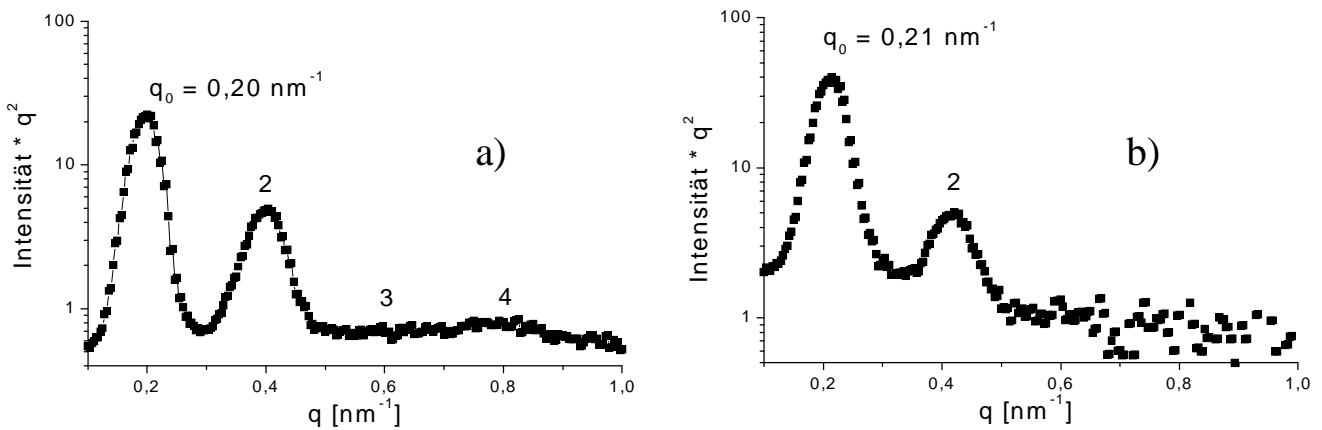 100
10
1
Intensität * q²
q₀ = 0,20 nm⁻¹
a)
2
3
4
0,2
0,4
0,6
0,8
1,0
q [nm⁻¹]
100
10
1
Intensität * q²
q₀ = 0,21 nm⁻¹
b)
2
0,2
0,4
0,6
0,8
1,0
q [nm⁻¹]